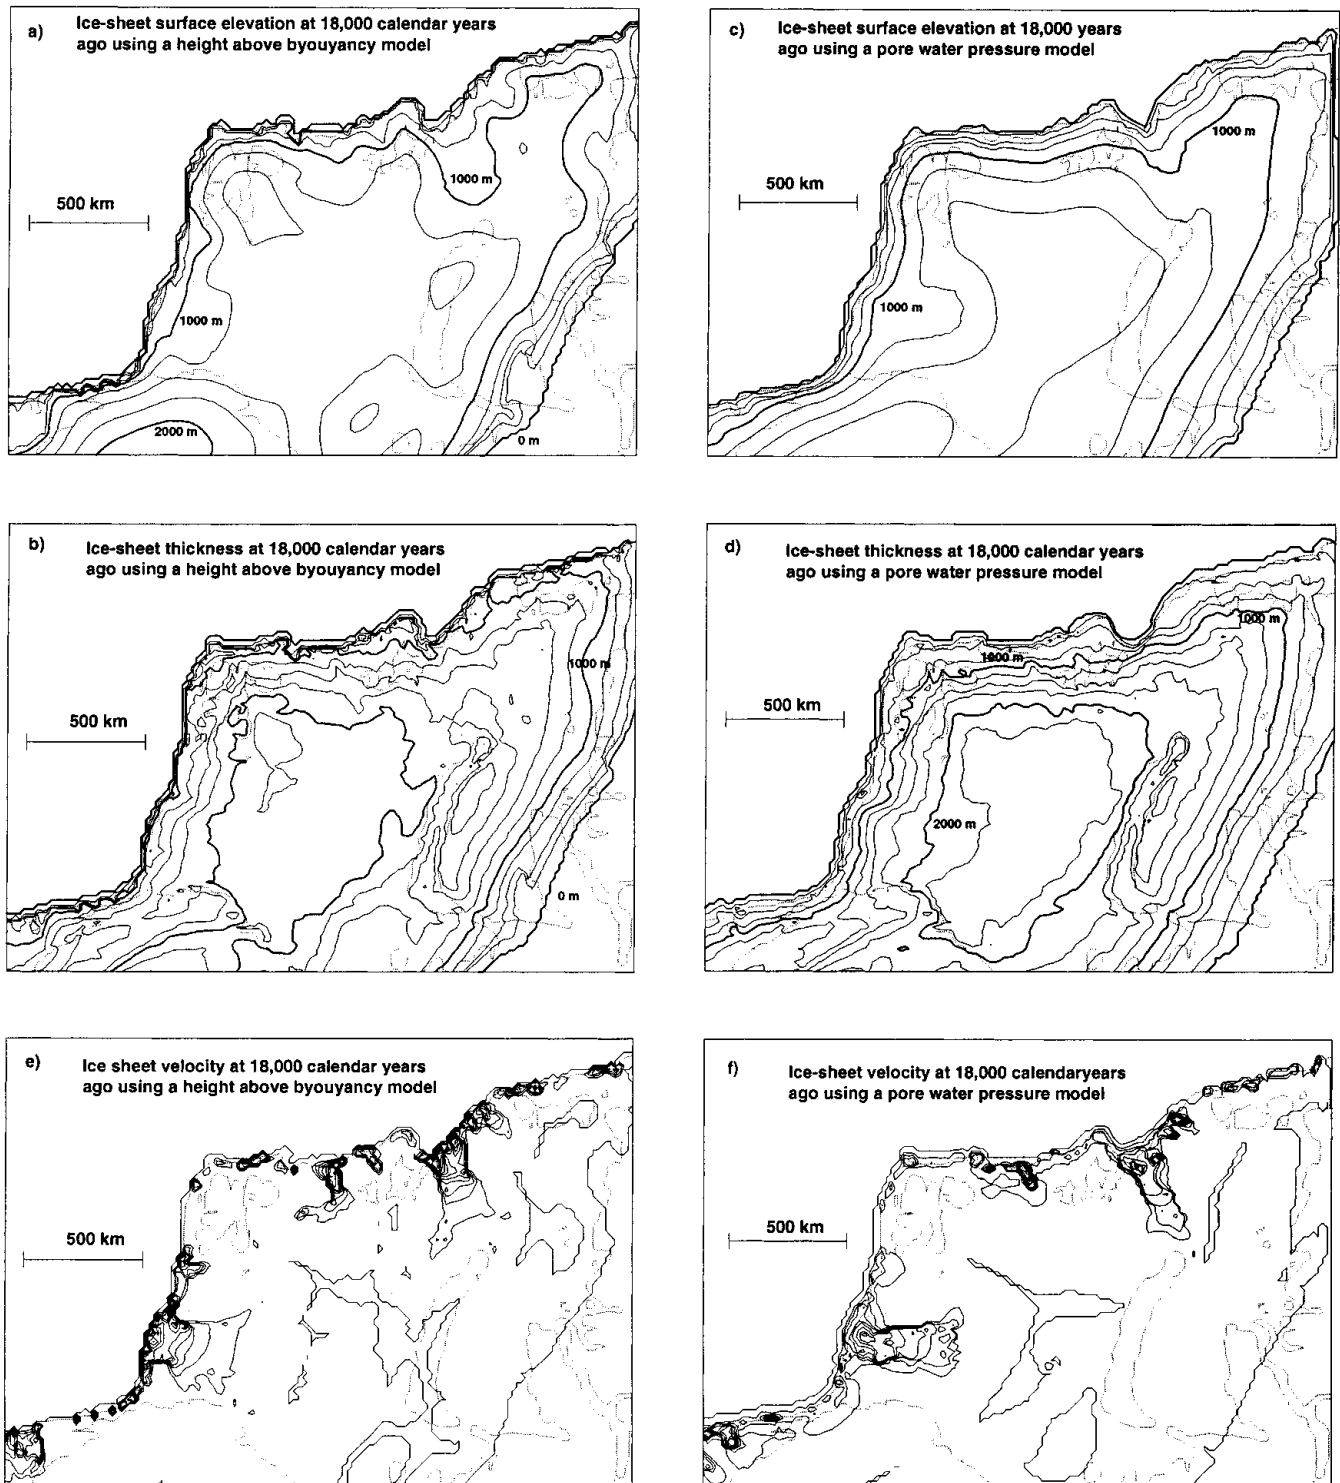 a)
Ice-sheet surface elevation at 18,000 calendar years
ago using a height above byouyancy model
500 km
1000 m
1000 m
2000 m
0 m
c)
Ice-sheet surface elevation at 18,000 years
ago using a pore water pressure model
500 km
1000 m
1000 m
b)
Ice-sheet thickness at 18,000 calendar years
ago using a height above byouyancy model
500 km
1000 m
0 m
d)
Ice-sheet thickness at 18,000 calendar years
ago using a pore water pressure model
500 km
1000 m
1000 m
2000 m
e)
Ice sheet velocity at 18,000 calendar years
ago using a height above byouyancy model
500 km
f)
Ice-sheet velocity at 18,000 calendaryears
ago using a pore water pressure model
500 km